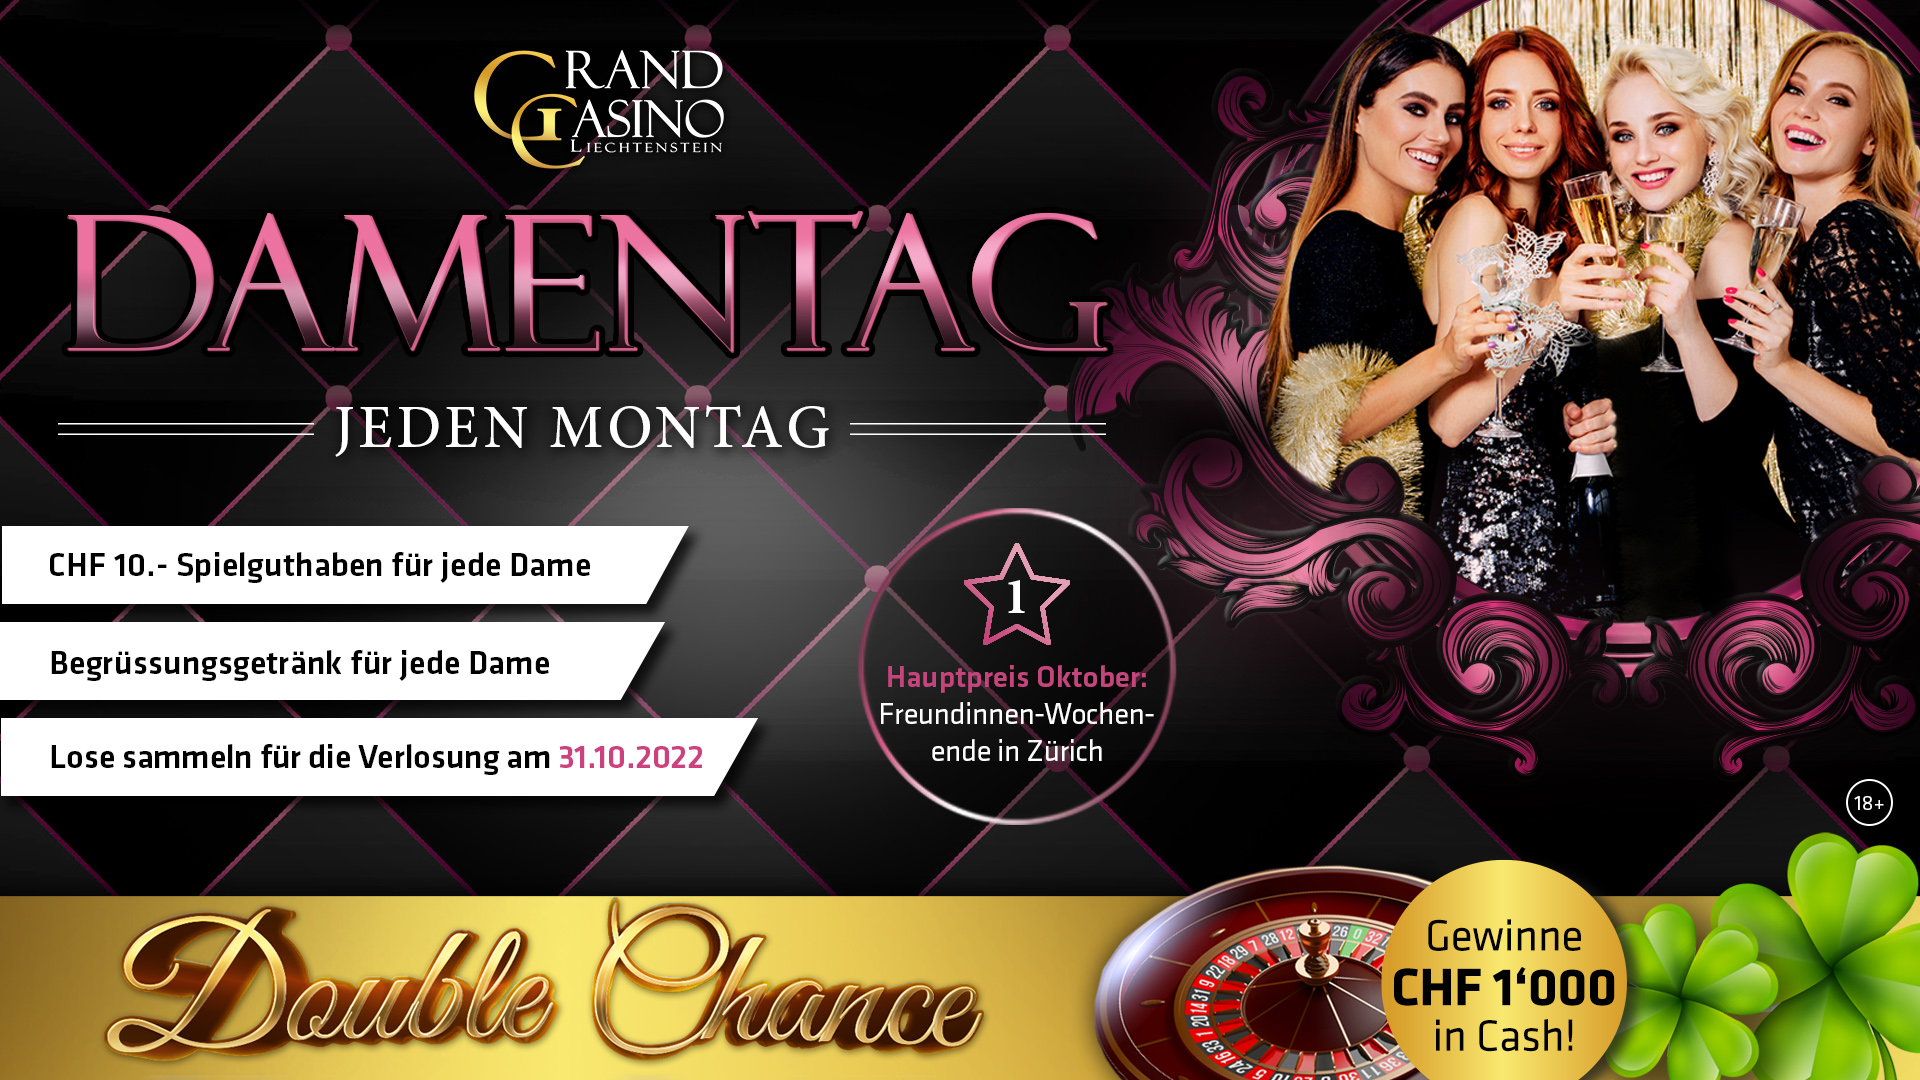 GRAND
CASINO
LIECHTENSTEIN
DAMENTAG
JEDEN MONTAG
CHF 10.- Spielguthaben für jede Dame
Begrüssungsgetränk für jede Dame
Lose sammeln für die Verlosung am 31.10.2022
1
Hauptpreis Oktober:
Freundinnen-Wochen-
ende in Zürich
18+
Double Chance
Gewinne
CHF 1‘000
in Cash!